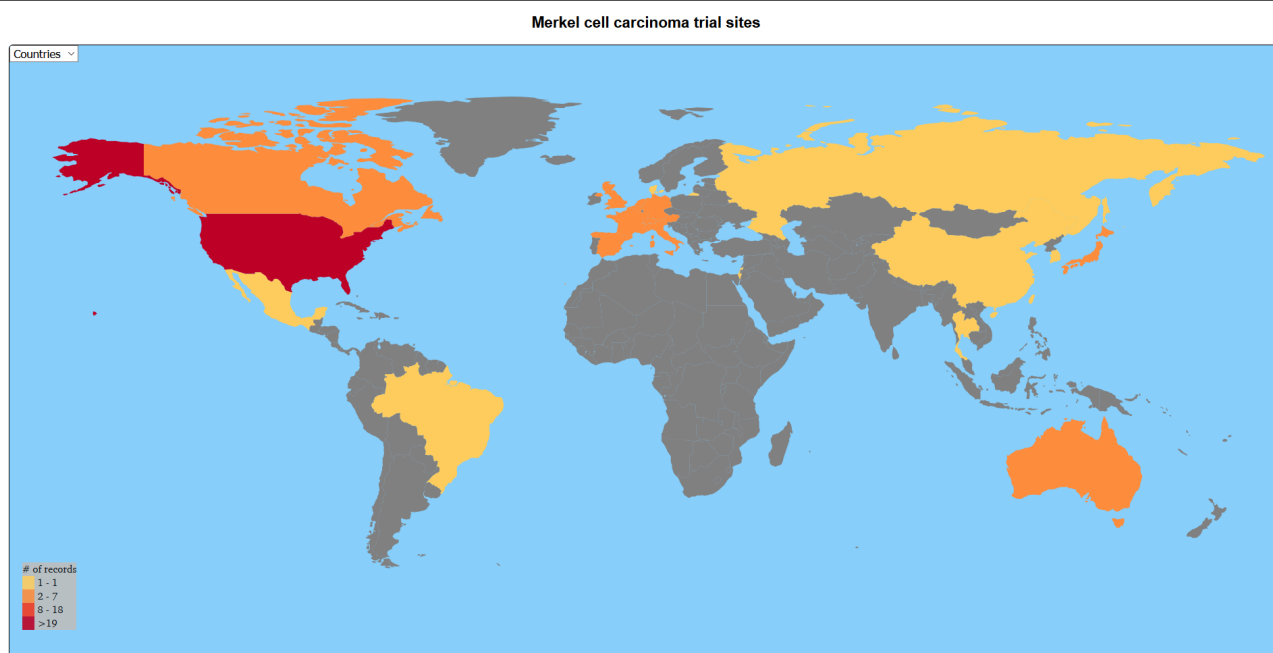 Merkel cell carcinoma trial sites
Countries
# of records
1 - 1
2 - 7
8 - 18
>19